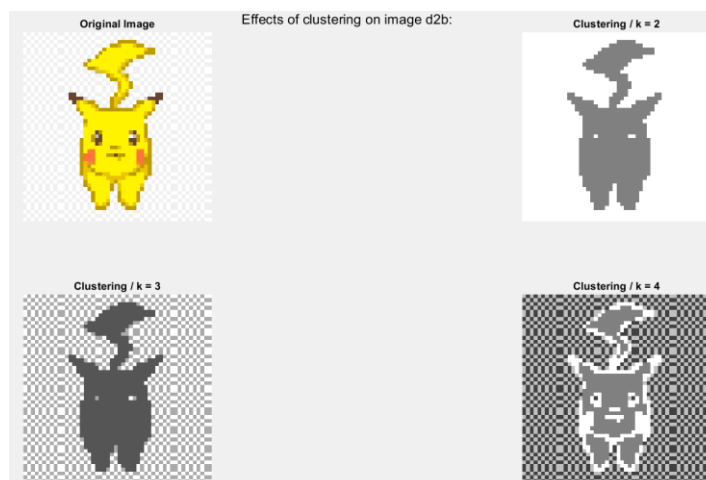 Effects of clustering on image d2b:
Original Image
Clustering / k = 2
Clustering / k = 3
Clustering / k = 4